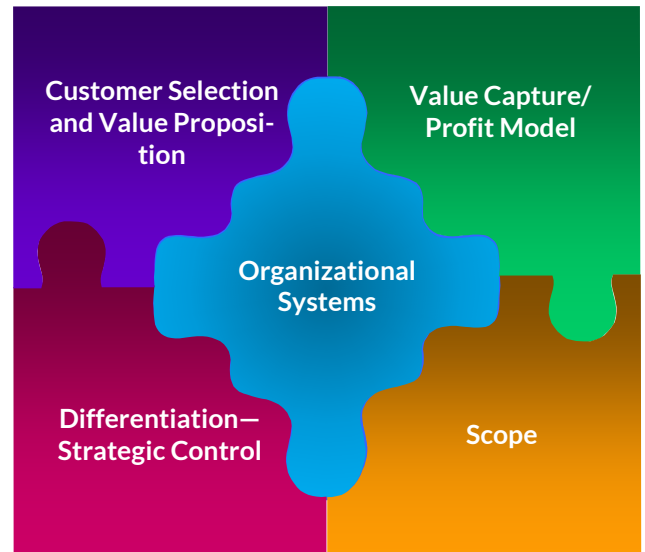 Customer Selection
and Value Proposi-
tion
Value Capture/
Profit Model
Organizational
Systems
Differentiation—
Strategic Control
Scope